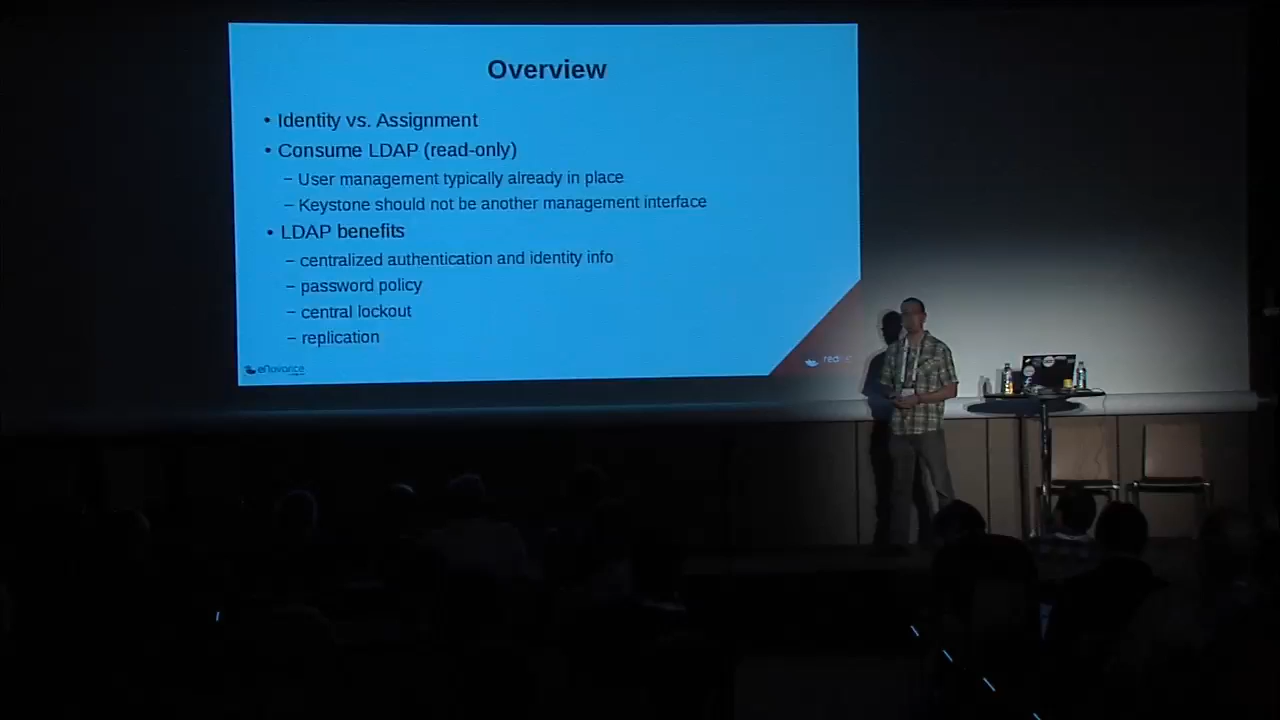 Overview
• Identity vs. Assignment
• Consume LDAP (read-only)
– User management typically already in place
– Keystone should not be another management interface
• LDAP benefits
– centralized authentication and identity info
– password policy
– central lockout
– replication
eNovance